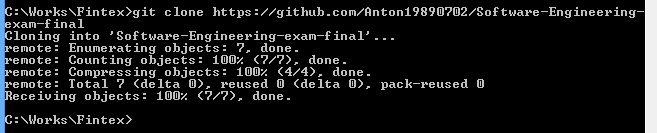 C:\Works\Fintex>git clone https://github.com/Anton19890702/Software-Engineering-
exam-final
Cloning into 'Software-Engineering-exam-final'...
remote: Enumerating objects: 7, done.
remote: Counting objects: 100% (7/7), done.
remote: Compressing objects: 100% (4/4), done.
remote: Total 7 (delta 0), reused 0 (delta 0), pack-reused 0
Receiving objects: 100% (7/7), done.
C:\Works\Fintex>